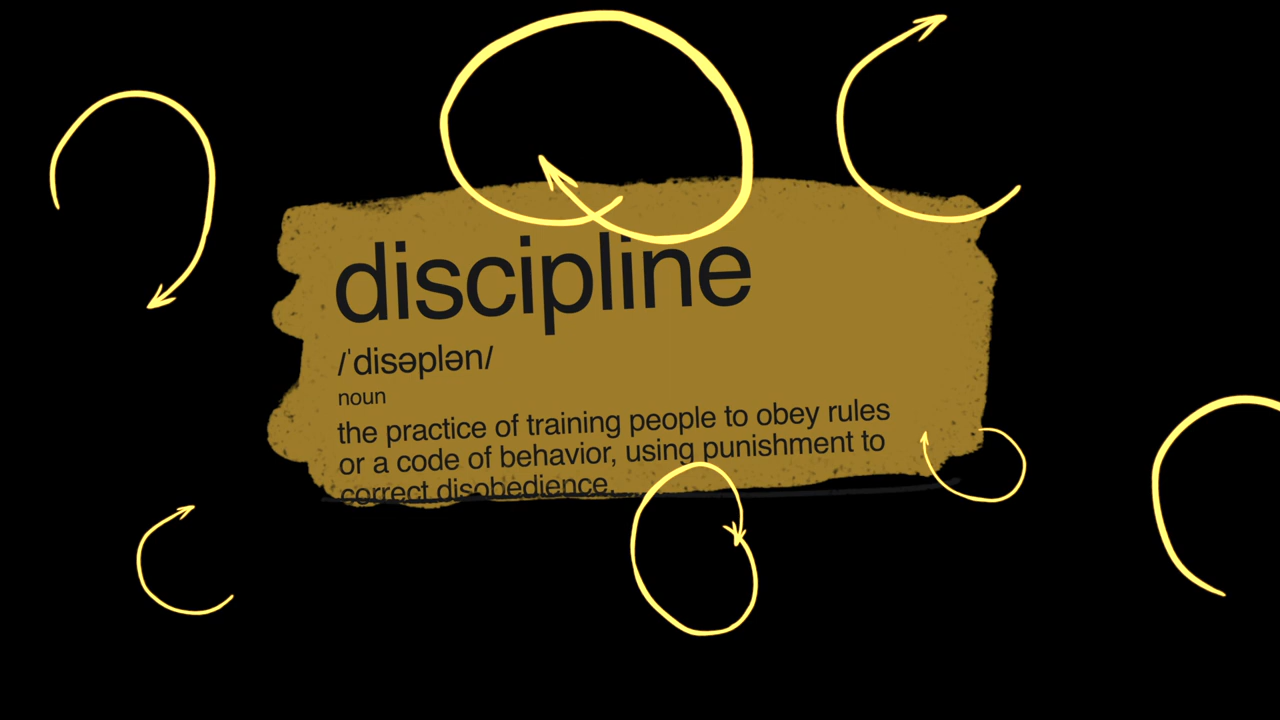 discipline
/ˈdisəplən/
noun
the practice of training people to obey rules
or a code of behavior, using punishment to
correct disobedience.